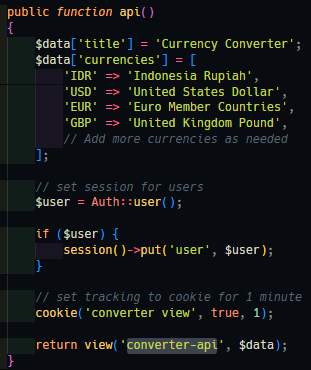 public function api()
{
    $data['title'] = 'Currency Converter';
    $data['currencies'] = [
        'IDR' => 'Indonesia Rupiah',
        'USD' => 'United States Dollar',
        'EUR' => 'Euro Member Countries',
        'GBP' => 'United Kingdom Pound',
        // Add more currencies as needed
    ];

    // set session for users
    $user = Auth::user();

    if ($user) {
        session()->put('user', $user);
    }

    // set tracking to cookie for 1 minute
    cookie('converter view', true, 1);

    return view('converter-api', $data);
}